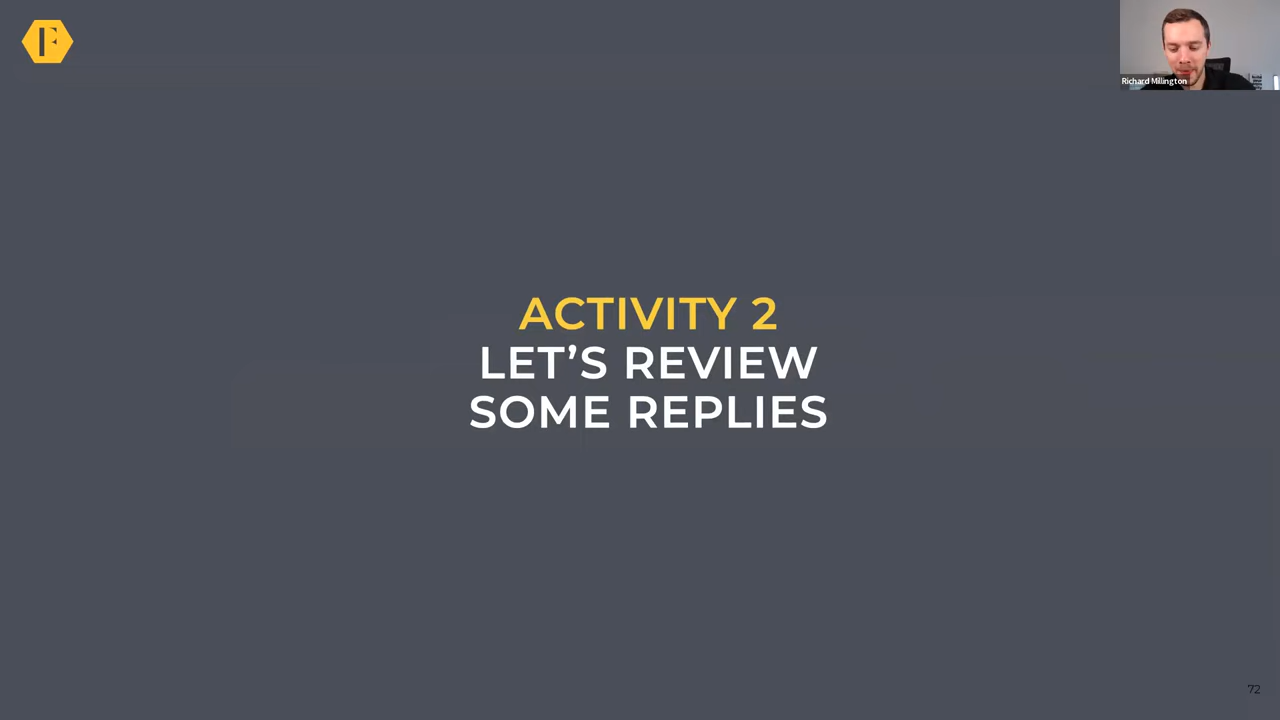 F
Richard Millington
ACTIVITY 2
LET’S REVIEW
SOME REPLIES
72